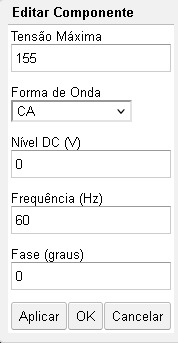 Editar Componente
Tensão Máxima
155
Forma de Onda
CA
Nível DC (V)
0
Frequência (Hz)
60
Fase (graus)
0
Aplicar OK Cancelar